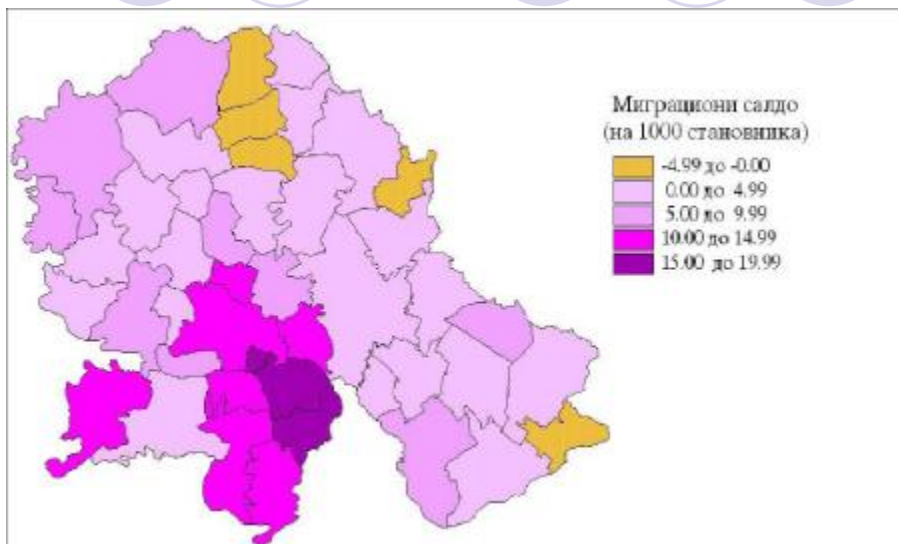 Миграциони салдо
(на 1000 становника)
-4.99 до -0.00
0.00 до 4.99
5.00 до 9.99
10.00 до 14.99
15.00 до 19.99